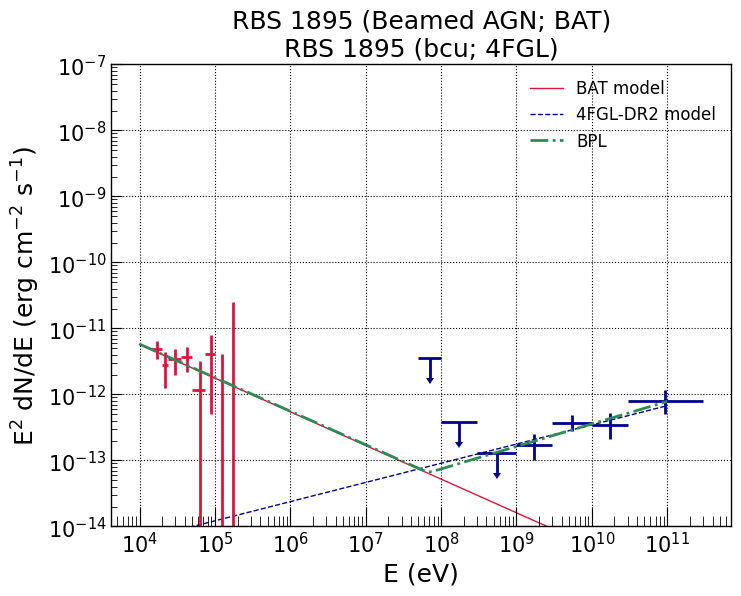 RBS 1895 (Beamed AGN; BAT)
RBS 1895 (bcu; 4FGL)
BAT model
4FGL-DR2 model
BPL
E² dN/dE (erg cm⁻² s⁻¹)
10⁻⁷
10⁻⁸
10⁻⁹
10⁻¹⁰
10⁻¹¹
10⁻¹²
10⁻¹³
10⁻¹⁴
10⁴ 10⁵ 10⁶ 10⁷ 10⁸ 10⁹ 10¹⁰ 10¹¹
E (eV)